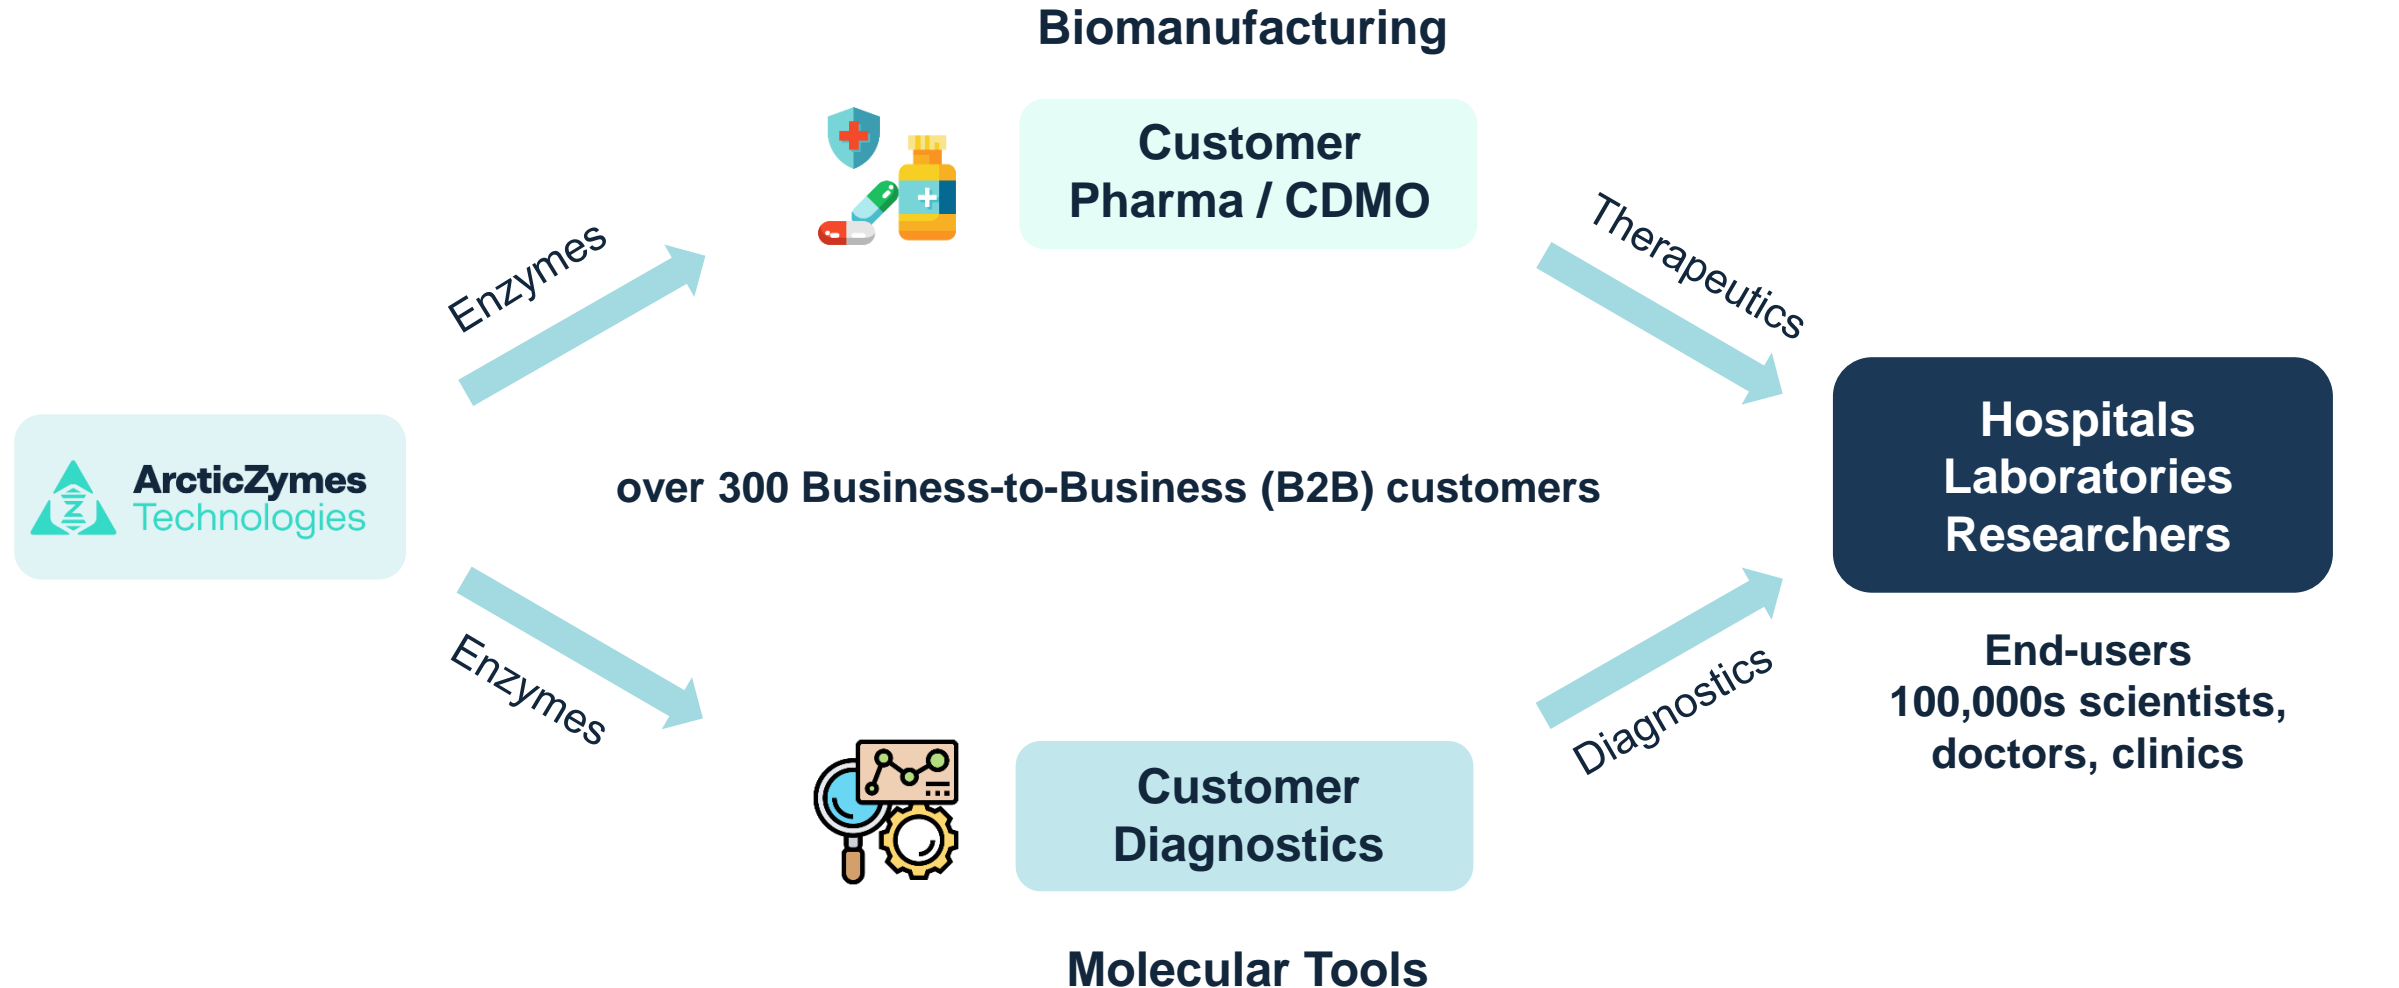 Biomanufacturing
Customer
Pharma / CDMO
Enzymes
Therapeutics
ArcticZymes
Technologies
over 300 Business-to-Business (B2B) customers
Hospitals
Laboratories
Researchers
End-users
100,000s scientists,
doctors, clinics
Enzymes
Diagnostics
Customer
Diagnostics
Molecular Tools